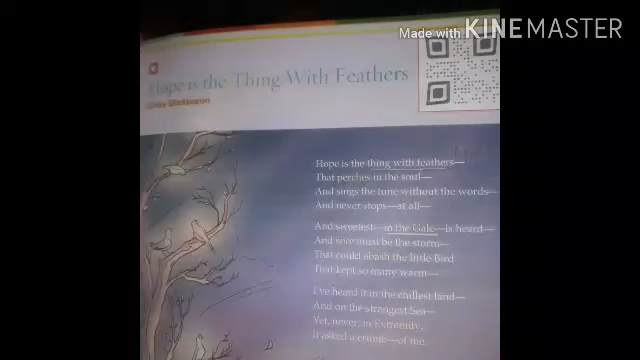 Made with KINEMASTER
Hope is the Thing With Feathers
Emily Dickinson
Hope is the thing with feathers—
That perches in the soul—
And sings the tune without the words—
And never stops—at all—
And sweetest—in the Gale—is heard—
And sore must be the storm—
That could abash the little Bird
That kept so many warm—
I've heard it in the chillest land—
And on the strangest Sea—
Yet, never, in Extremity,
It asked a crumb—of me.